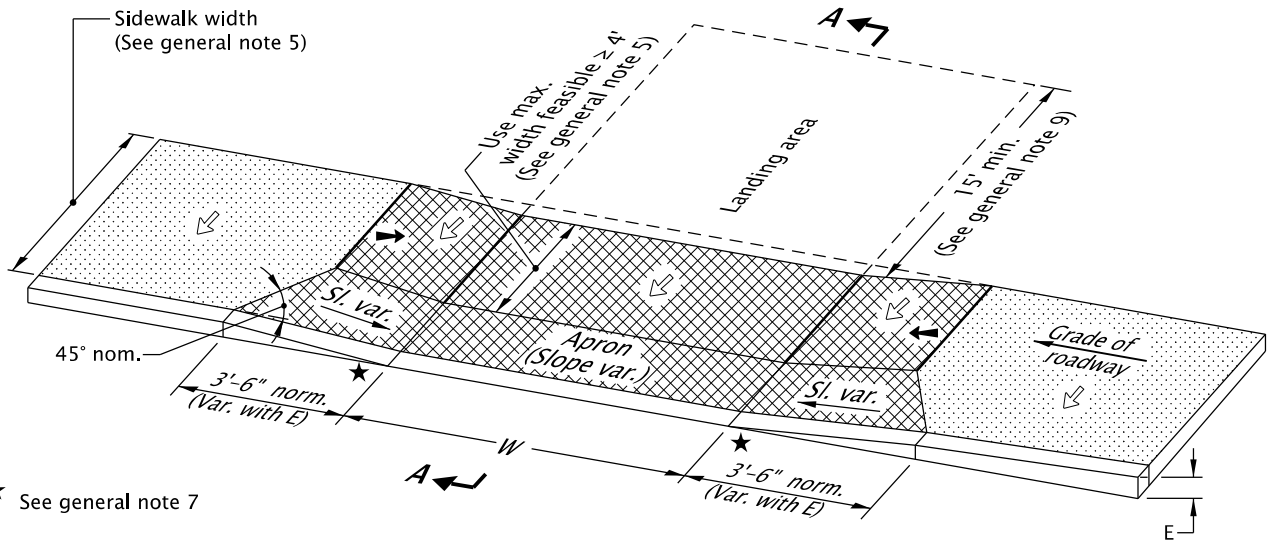 Sidewalk width
(See general note 5)
A
Use max.
width feasible ≥ 4'
(See general note 5)
Landing area
15' min.
(See general note 9)
Sl. var.
Apron
(Slope var.)
Sl. var.
Grade of
roadway
45° nom.
3'-6" norm.
(Var. with E)
★
W
★
3'-6" norm.
(Var. with E)
A
E
See general note 7